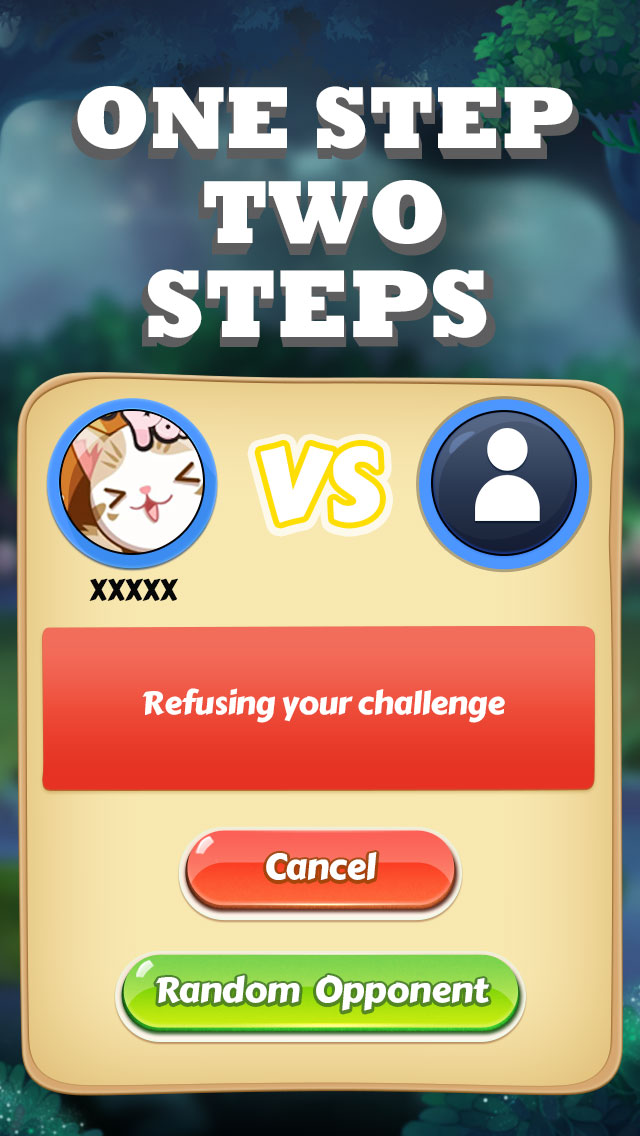 ONE STEP
TWO
STEPS
VS
XXXXX
Refusing your challenge
Cancel
Random Opponent